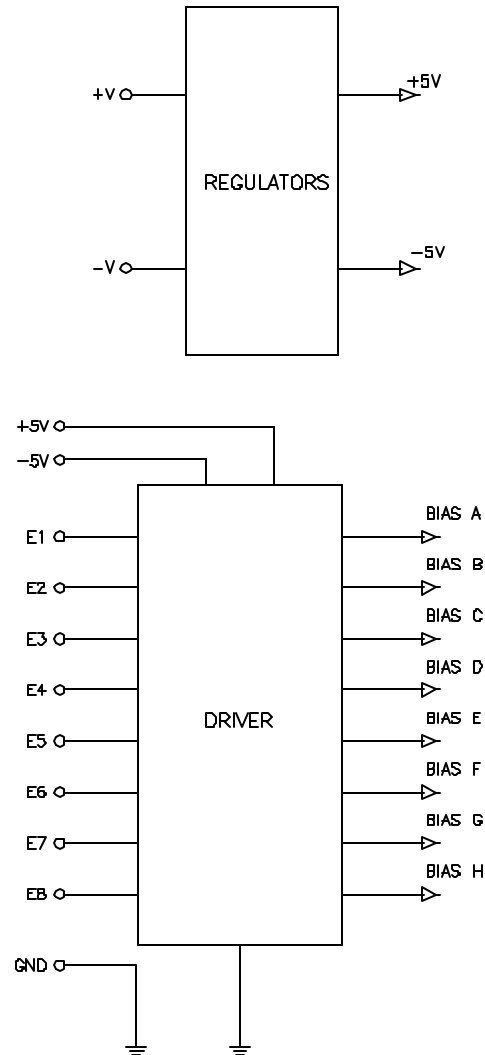 +5V
+V
REGULATORS
-V
-5V
+5V
-5V
BIAS A
E1
BIAS B
E2
BIAS C
E3
BIAS D
E4
BIAS E
DRIVER
E5
BIAS F
E6
BIAS G
E7
BIAS H
E8
GND